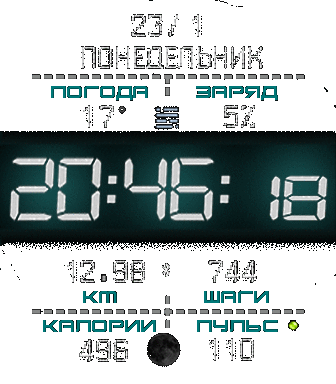 23/ 1
ПОНЕДЕЛЬНИК
ПОГОДА ЗАРЯД
17° 5%
20:46: 18
12.98 744
КМ ШАГИ
КАЛОРИИ ПУЛЬС
496 110